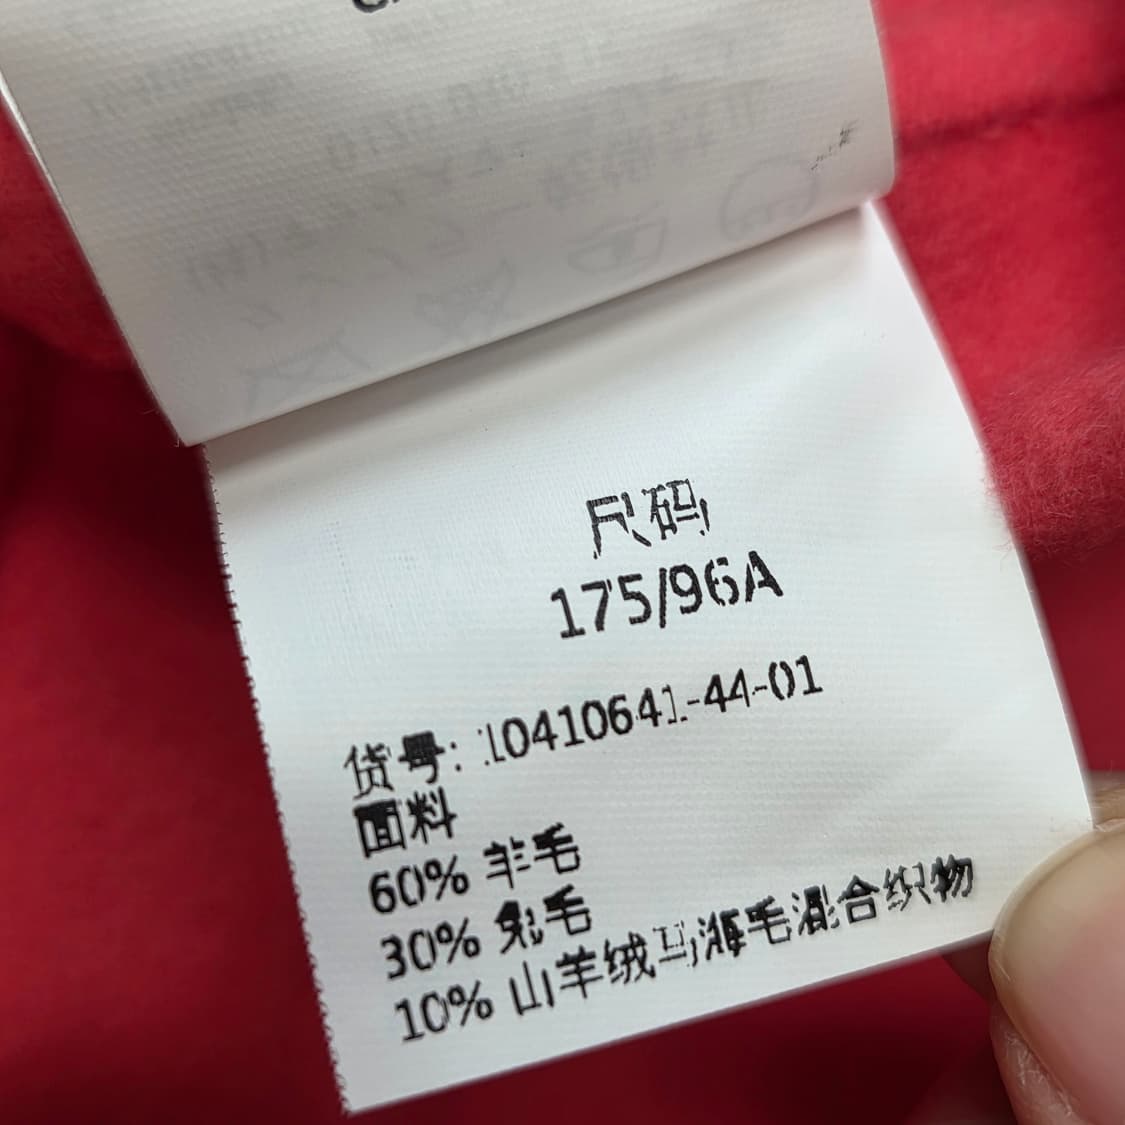 尺码
175/96A
货号: 10410641-44-01
面料
60% 羊毛
30% 兔毛
10% 山羊绒马海毛混合织物